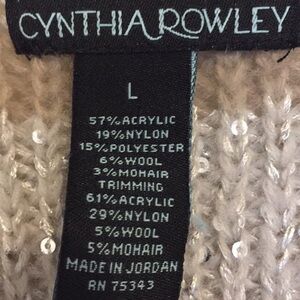 CYNTHIA ROWLEY
L
57% ACRYLIC
19% NYLON
15% POLYESTER
6% WOOL
3% MOHAIR
TRIMMING
61% ACRYLIC
29% NYLON
5% WOOL
5% MOHAIR
MADE IN JORDAN
RN 75343